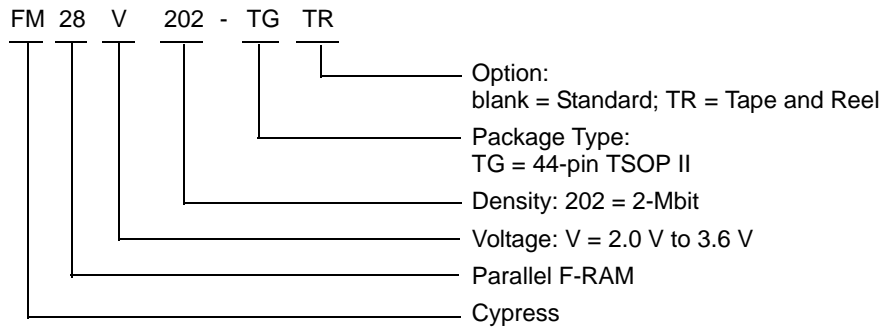 FM 28 V 202 - TG TR
Option:
blank = Standard; TR = Tape and Reel
Package Type:
TG = 44-pin TSOP II
Density: 202 = 2-Mbit
Voltage: V = 2.0 V to 3.6 V
Parallel F-RAM
Cypress